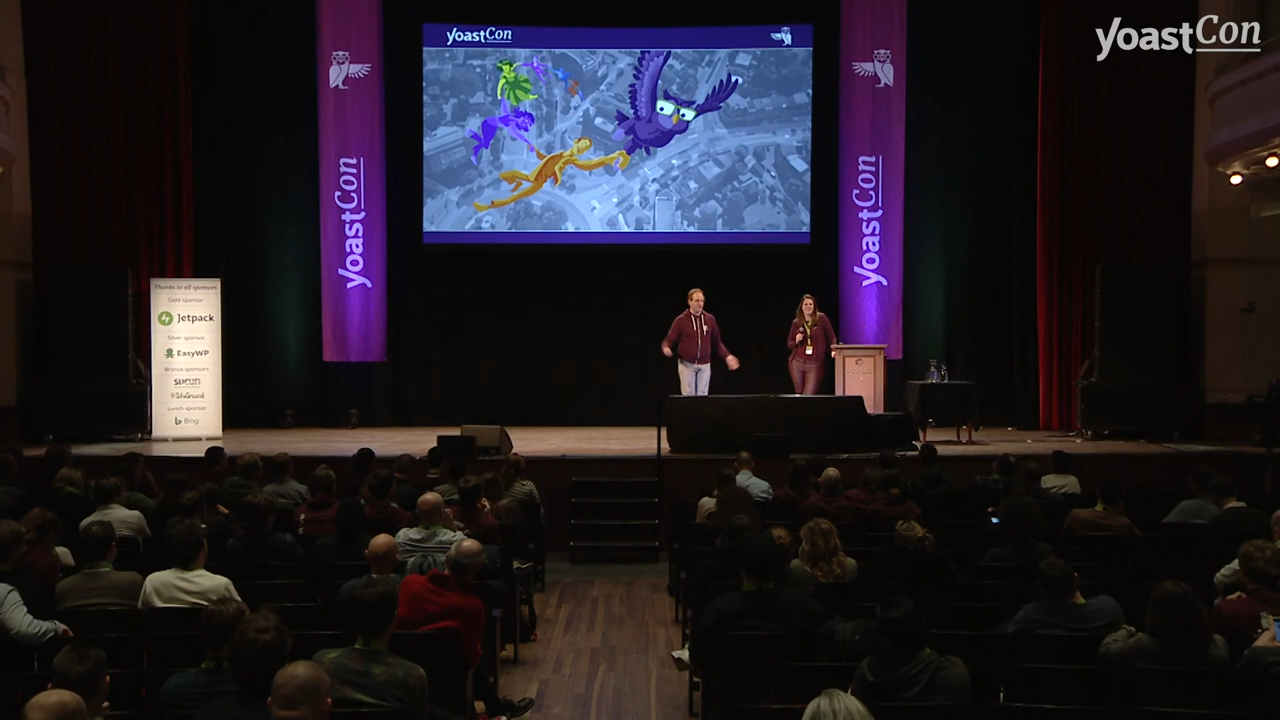 YoastCon
yoastCon
yoastCon
yoastCon
Thanks to all sponsors
Gold sponsor
Jetpack
Silver sponsor
EasyWP
Bronze sponsors
SUCURI
SiteGround
Lunch sponsor
Bing